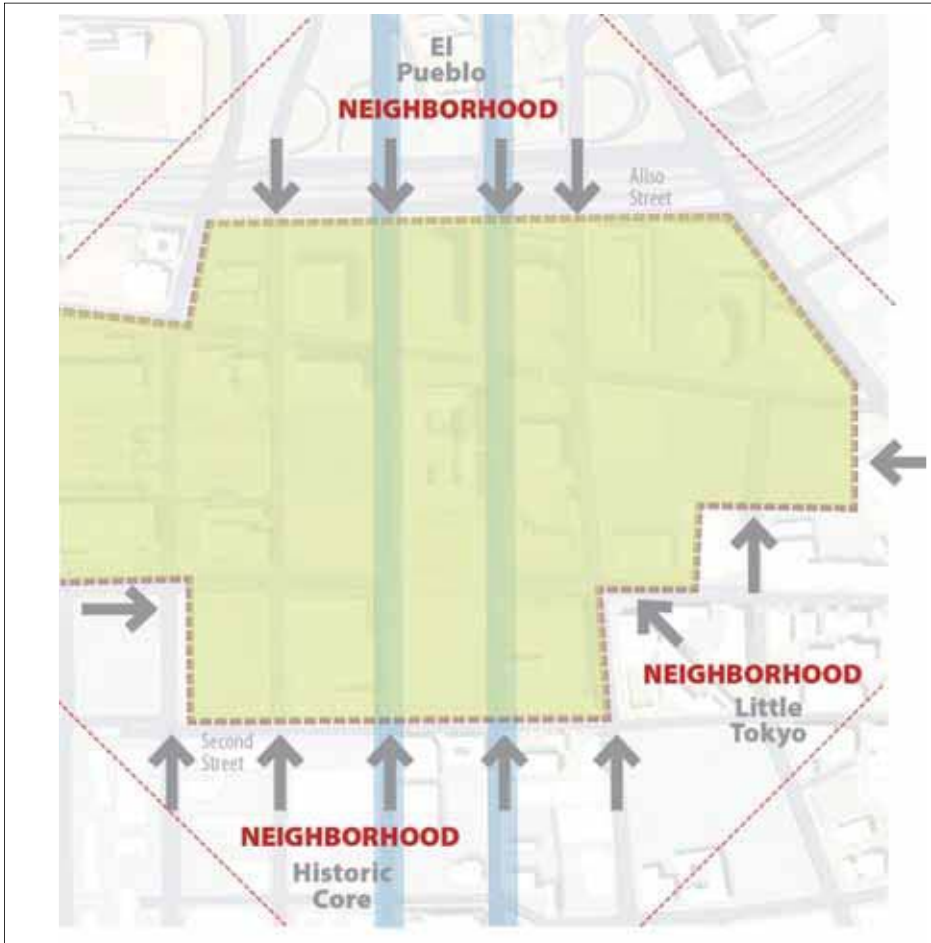 El
Pueblo
NEIGHBORHOOD
Aliso
Street
NEIGHBORHOOD
Little
Tokyo
Second
Street
NEIGHBORHOOD
Historic
Core